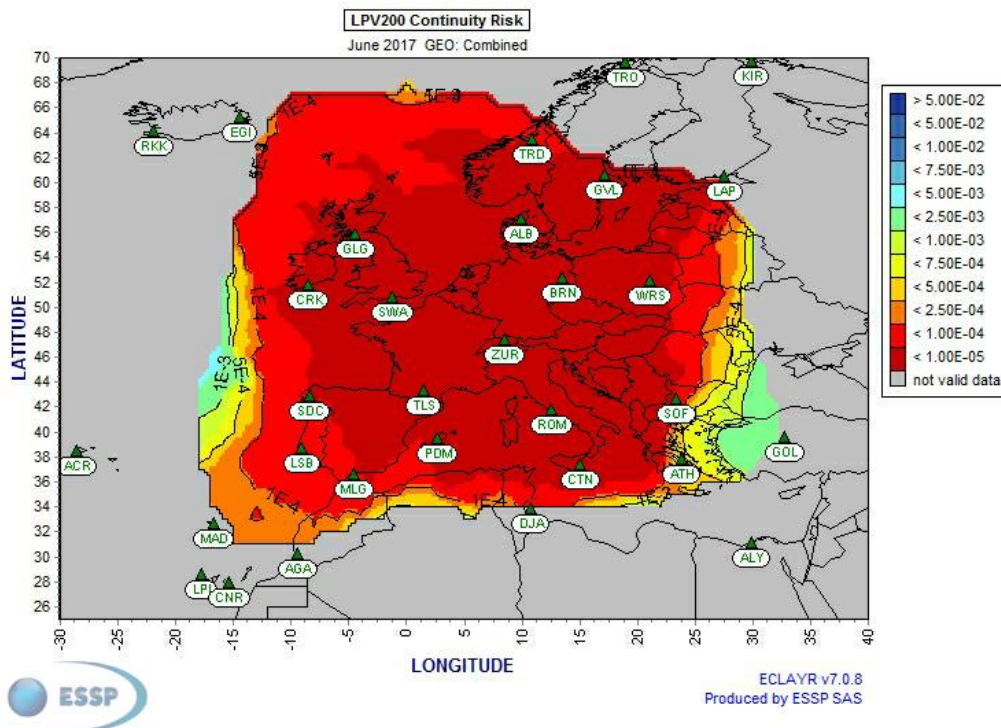 LPV200 Continuity Risk
June 2017 GEO: Combined
70
68
66
64
62
60
58
56
54
52
50
48
46
44
42
40
38
36
34
32
30
28
26
LATITUDE
-30
-25
-20
-15
-10
-5
0
5
10
15
20
25
30
35
40
LONGITUDE
TRO
KIR
EGI
RKK
TRD
GVL
LAP
GLG
ALB
CRK
SWA
BRN
WRS
ZUR
SDC
TLS
ROM
SOF
ACR
LSB
PDM
GOL
MLG
CTN
ATH
MAD
DJA
AGA
ALY
LPI
CNR
1E-4
1E-3
5E-4
1E-4
1E-4
> 5.00E-02
< 5.00E-02
< 1.00E-02
< 7.50E-03
< 5.00E-03
< 2.50E-03
< 1.00E-03
< 7.50E-04
< 5.00E-04
< 2.50E-04
< 1.00E-04
< 1.00E-05
not valid data
ESSP
ECLAYR v7.0.8
Produced by ESSP SAS